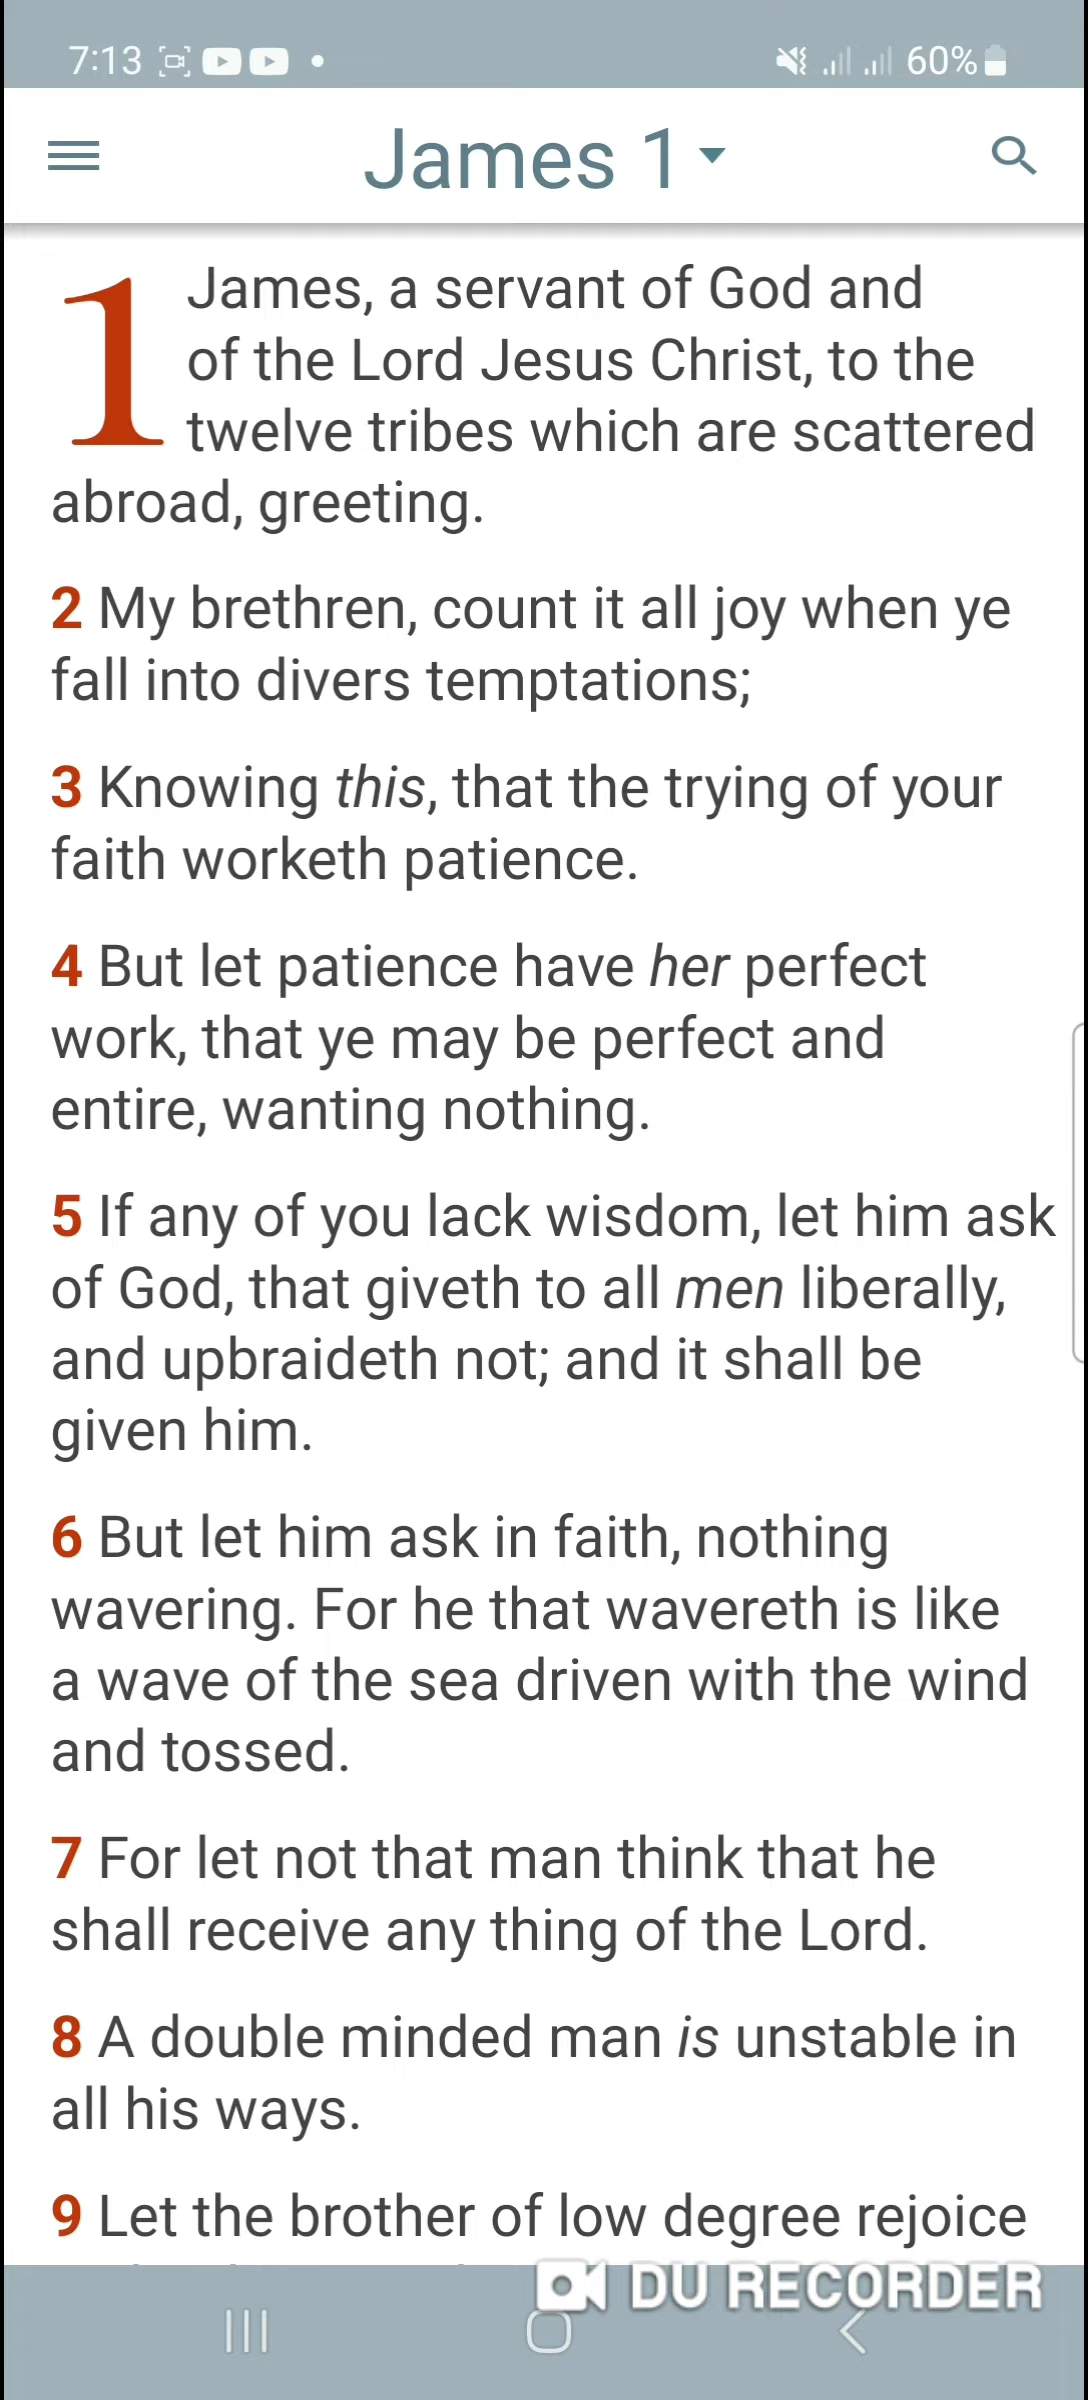 7:13
60%
James 1
1 James, a servant of God and
of the Lord Jesus Christ, to the
twelve tribes which are scattered
abroad, greeting.
2 My brethren, count it all joy when ye
fall into divers temptations;
3 Knowing this, that the trying of your
faith worketh patience.
4 But let patience have her perfect
work, that ye may be perfect and
entire, wanting nothing.
5 If any of you lack wisdom, let him ask
of God, that giveth to all men liberally,
and upbraideth not; and it shall be
given him.
6 But let him ask in faith, nothing
wavering. For he that wavereth is like
a wave of the sea driven with the wind
and tossed.
7 For let not that man think that he
shall receive any thing of the Lord.
8 A double minded man is unstable in
all his ways.
9 Let the brother of low degree rejoice
DU RECORDER